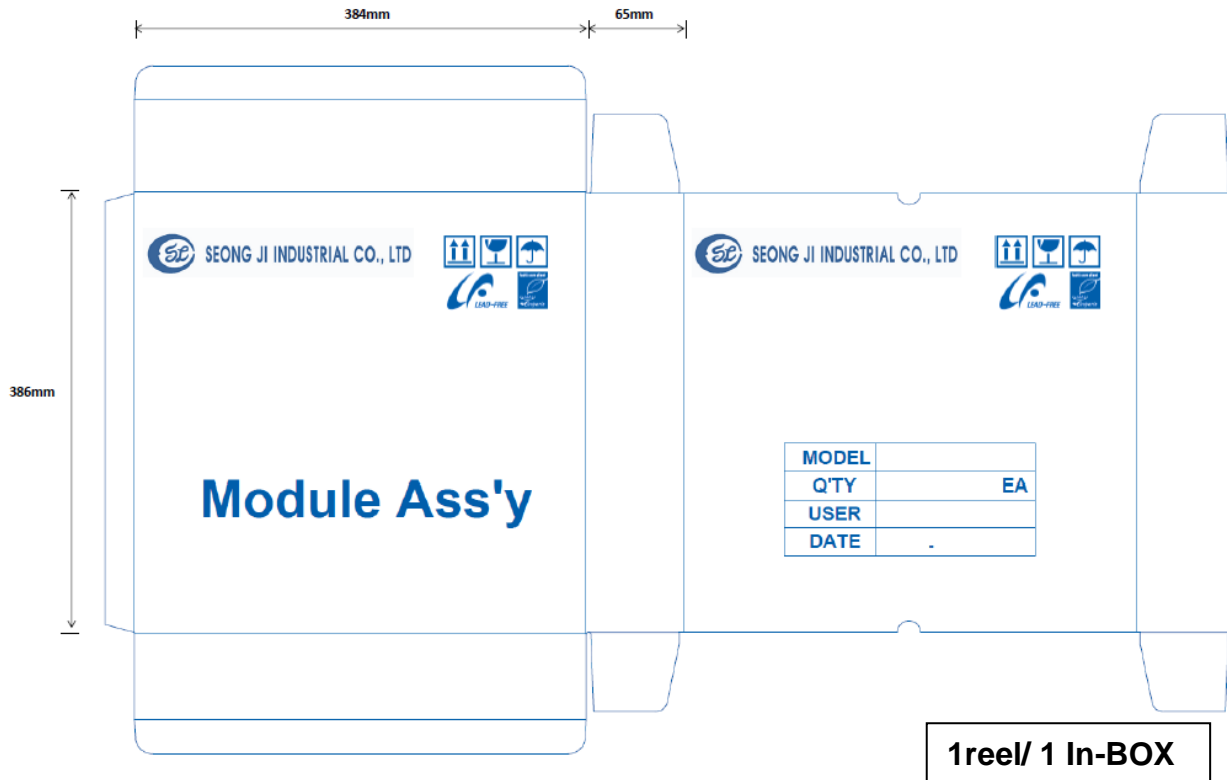 384mm
65mm
386mm
SEONG JI INDUSTRIAL CO., LTD
LEAD-FREE
Module Ass'y
SEONG JI INDUSTRIAL CO., LTD
LEAD-FREE
MODEL
Q'TY EA
USER
DATE .
1reel/ 1 In-BOX